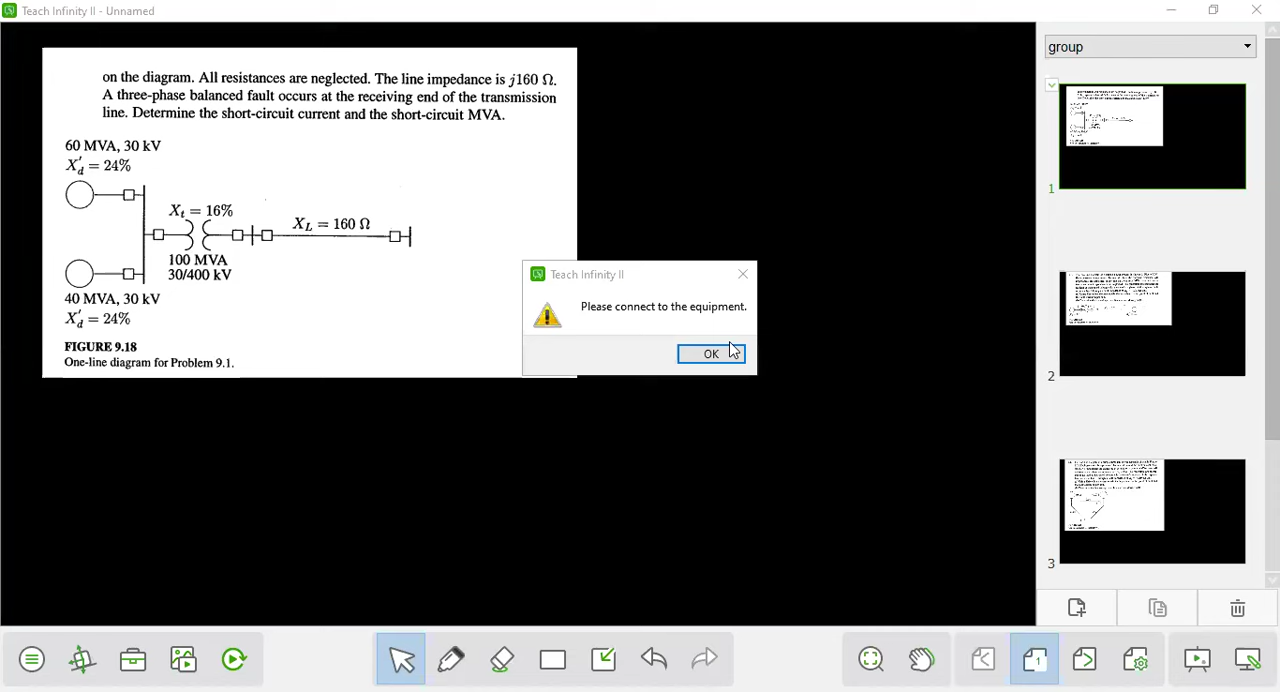 Teach Infinity II - Unnamed
group
on the diagram. All resistances are neglected. The line impedance is j160 Ω.
A three-phase balanced fault occurs at the receiving end of the transmission
line. Determine the short-circuit current and the short-circuit MVA.
60 MVA, 30 kV
X′d = 24%
Xt = 16%
XL = 160 Ω
100 MVA
30/400 kV
40 MVA, 30 kV
X′d = 24%
FIGURE 9.18
One-line diagram for Problem 9.1.
Teach Infinity II
Please connect to the equipment.
OK
1
2
3
1